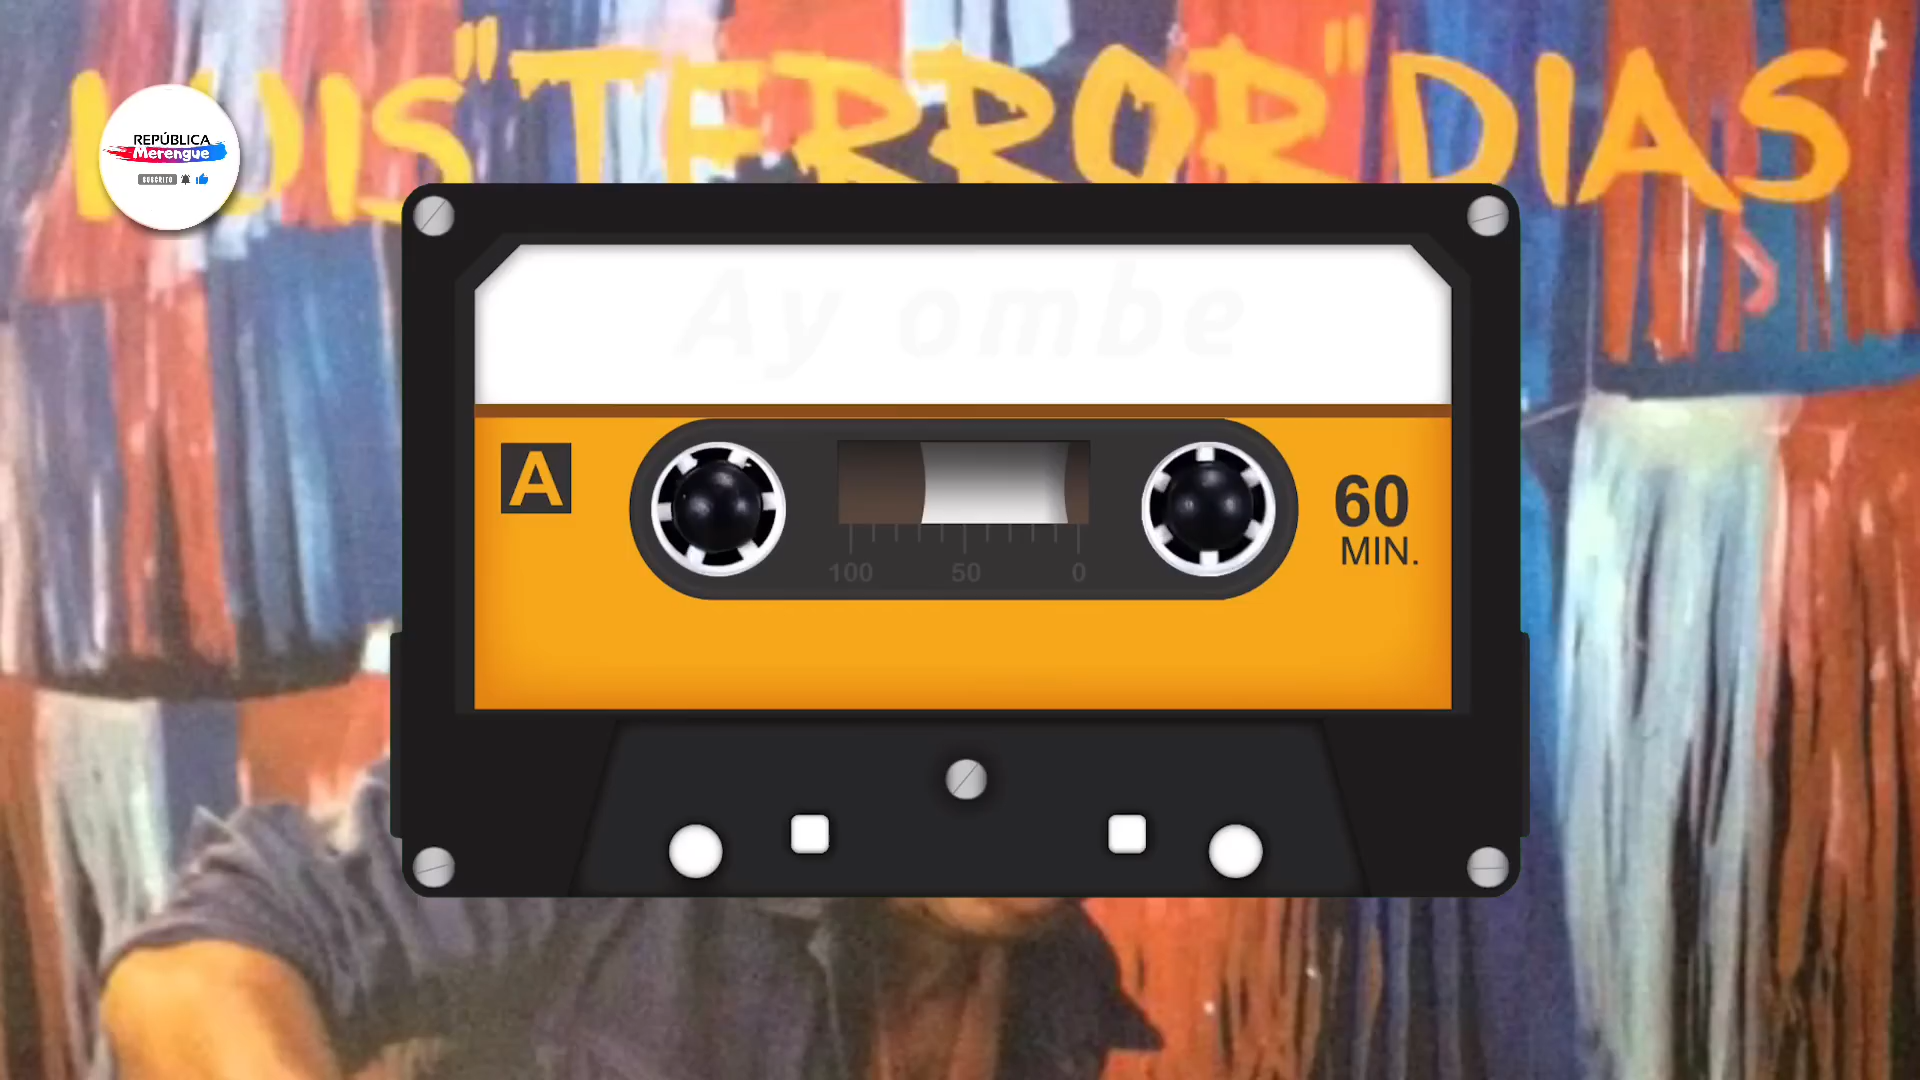 LUIS "TERROR" DIAS
REPÚBLICA
Merengue
SUSCRITO
Ay ombe
A
60
MIN.
100 50 0